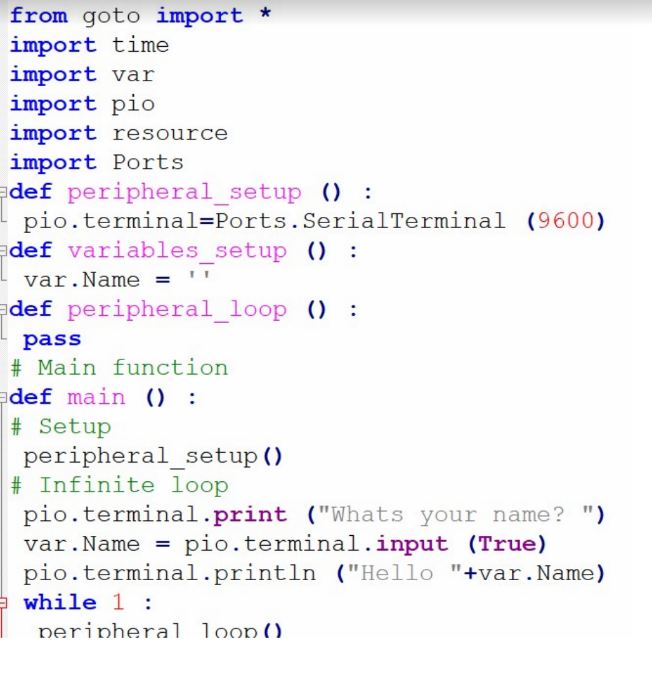 from goto import *
import time
import var
import pio
import resource
import Ports
def peripheral_setup () :
 pio.terminal=Ports.SerialTerminal (9600)
def variables_setup () :
 var.Name = ''
def peripheral_loop () :
 pass
# Main function
def main () :
# Setup
 peripheral_setup()
# Infinite loop
 pio.terminal.print ("Whats your name? ")
 var.Name = pio.terminal.input (True)
 pio.terminal.println ("Hello "+var.Name)
 while 1 :
  peripheral_loop()